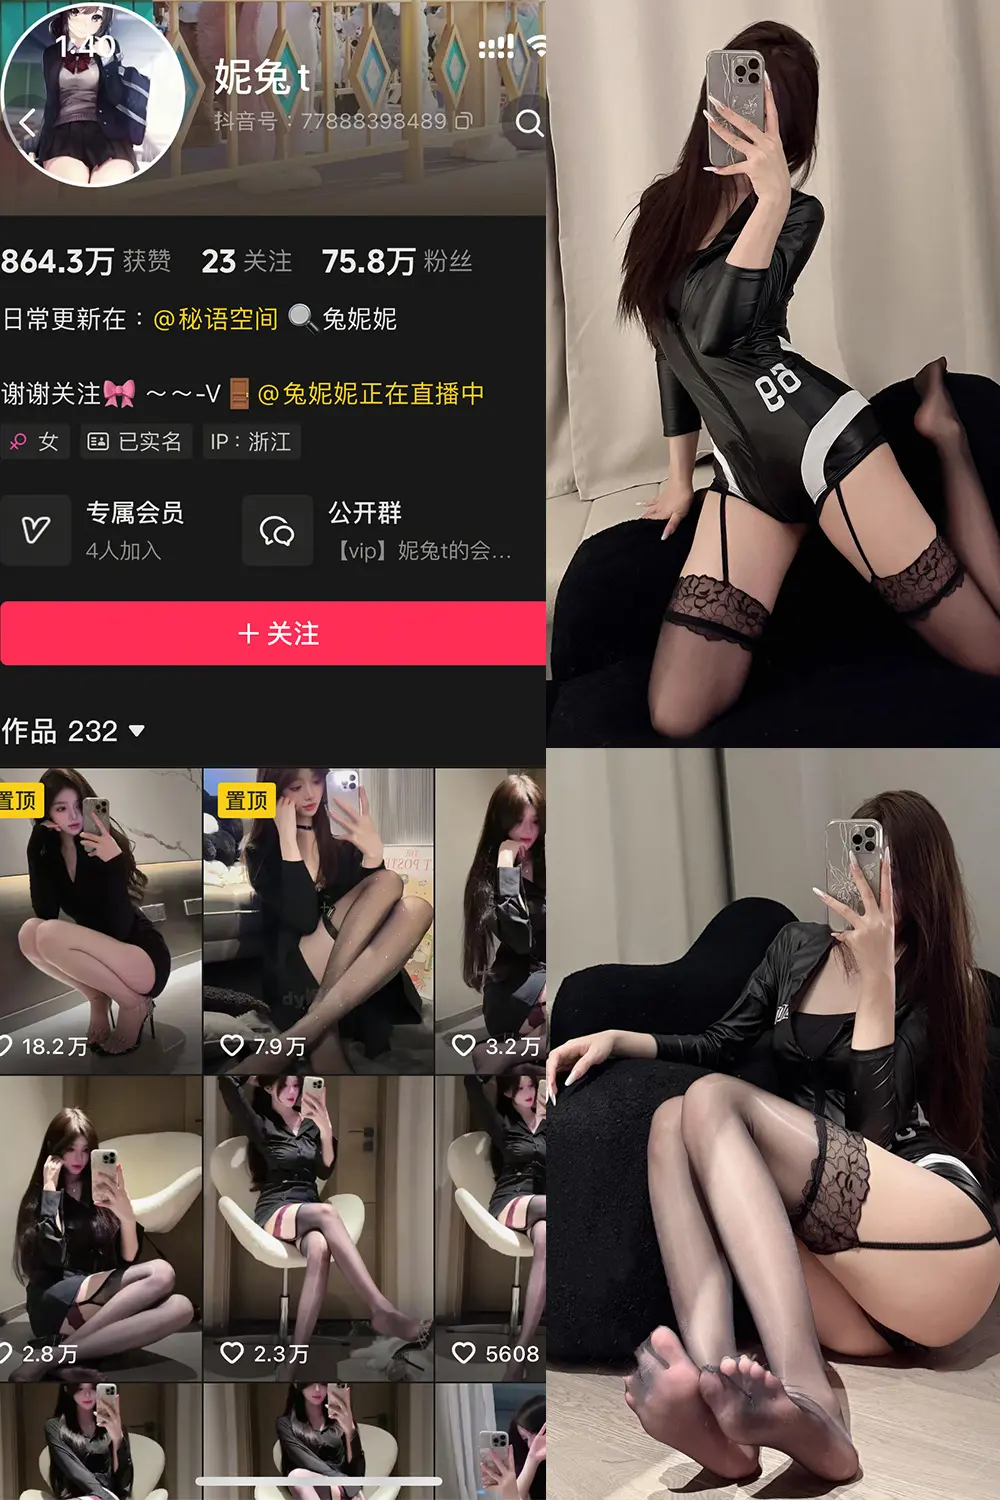 1:40
妮兔t
抖音号：77888398489
864.3万 获赞 23 关注 75.8万 粉丝
日常更新在：@秘语空间 🔍兔妮妮
谢谢关注🎀～～-V🚪@兔妮妮正在直播中
女 已实名 IP：浙江
专属会员 公开群
4人加入 【vip】妮兔t的会...
＋关注
作品 232
置顶 置顶
18.2万 7.9万 3.2万
2.8万 2.3万 5608
98